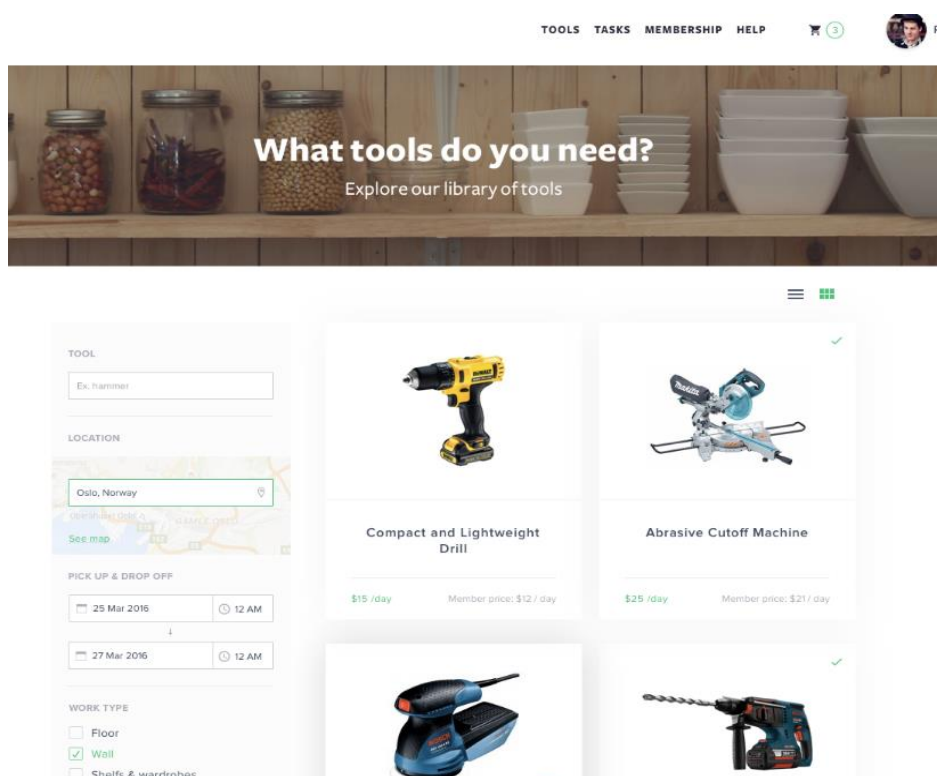 TOOLS TASKS MEMBERSHIP HELP 3
What tools do you need?
Explore our library of tools
TOOL
Ex. hammer
LOCATION
Oslo, Norway
See map
PICK UP & DROP OFF
25 Mar 2016 12 AM
27 Mar 2016 12 AM
WORK TYPE
Floor
Wall
Shelfs & wardrobes
DEWALT
Compact and Lightweight
Drill
$15 /day Member price: $12 / day
Makita
Abrasive Cutoff Machine
$25 /day Member price: $21 / day
BOSCH